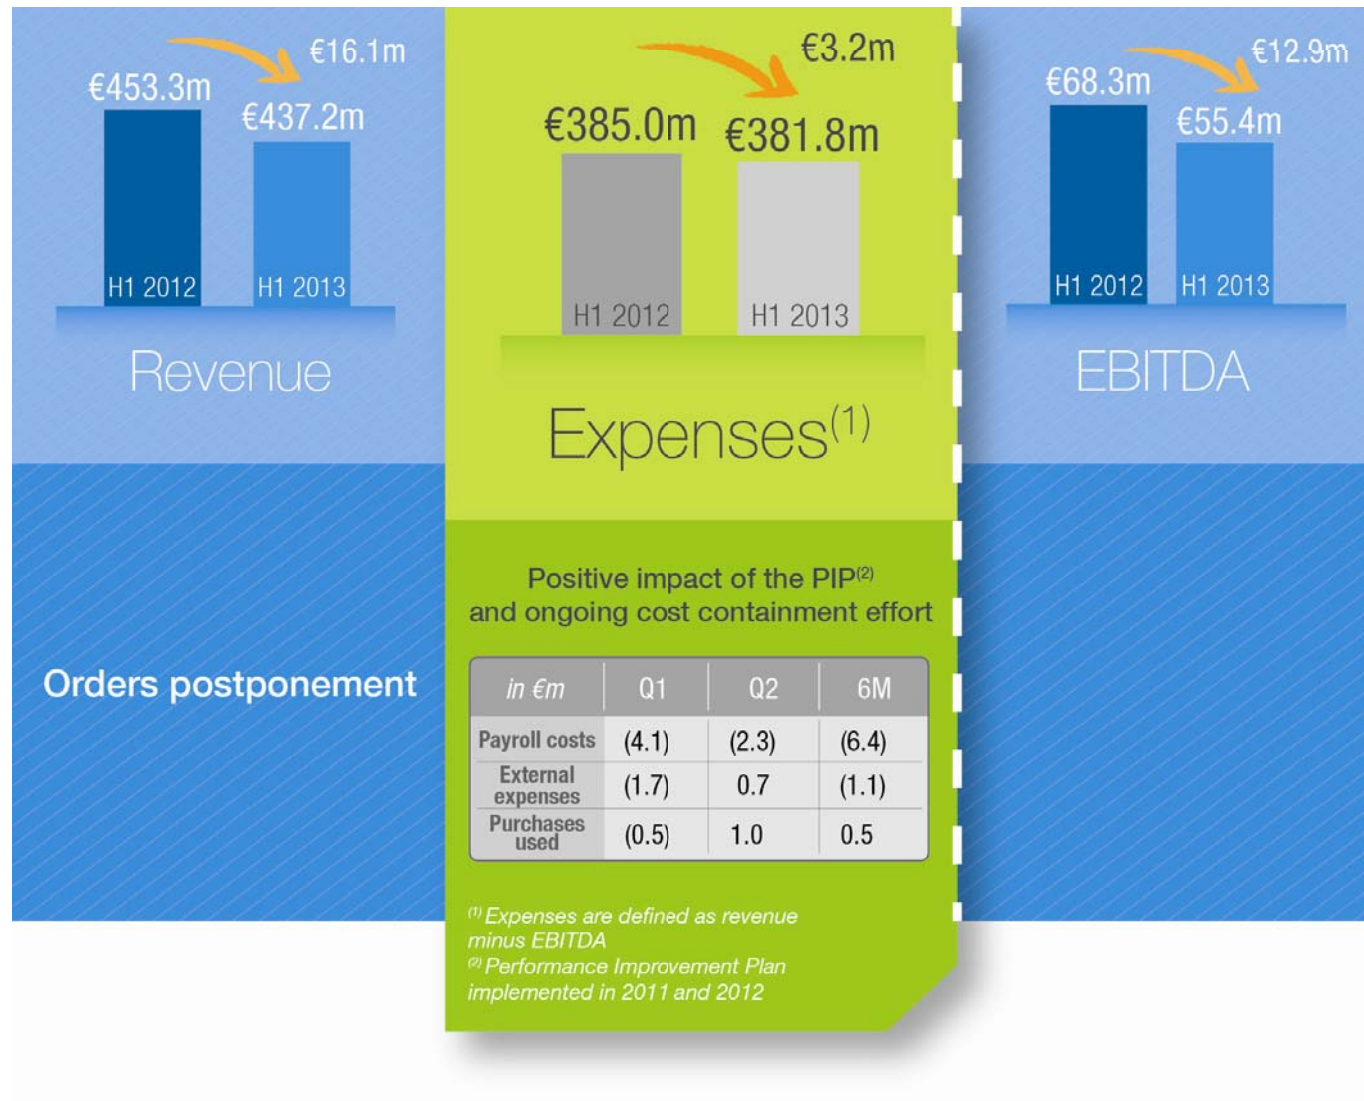 €16.1m
€453.3m
€437.2m
H1 2012
H1 2013
Revenue
Orders postponement
€3.2m
€385.0m
€381.8m
H1 2012
H1 2013
Expenses(1)
Positive impact of the PIP(2)
and ongoing cost containment effort
in €m Q1 Q2 6M
Payroll costs (4.1) (2.3) (6.4)
External
expenses (1.7) 0.7 (1.1)
Purchases
used (0.5) 1.0 0.5
(1) Expenses are defined as revenue
minus EBITDA
(2) Performance Improvement Plan
implemented in 2011 and 2012
€12.9m
€68.3m
€55.4m
H1 2012
H1 2013
EBITDA